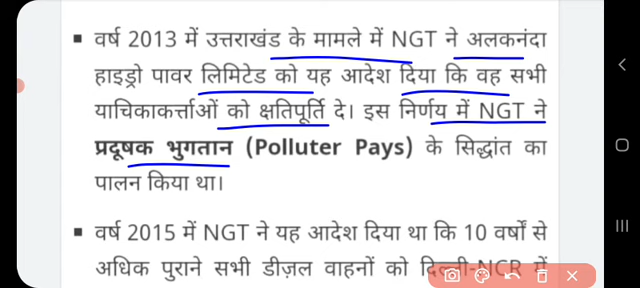 ▪ वर्ष 2013 में उत्तराखंड के मामले में NGT ने अलकनंदा
हाइड्रो पावर लिमिटेड को यह आदेश दिया कि वह सभी
याचिकाकर्त्ताओं को क्षतिपूर्ति दे। इस निर्णय में NGT ने
प्रदूषक भुगतान (Polluter Pays) के सिद्धांत का
पालन किया था।
▪ वर्ष 2015 में NGT ने यह आदेश दिया था कि 10 वर्षों से
अधिक पुराने सभी डीज़ल वाहनों को दिल्ली-NCR में